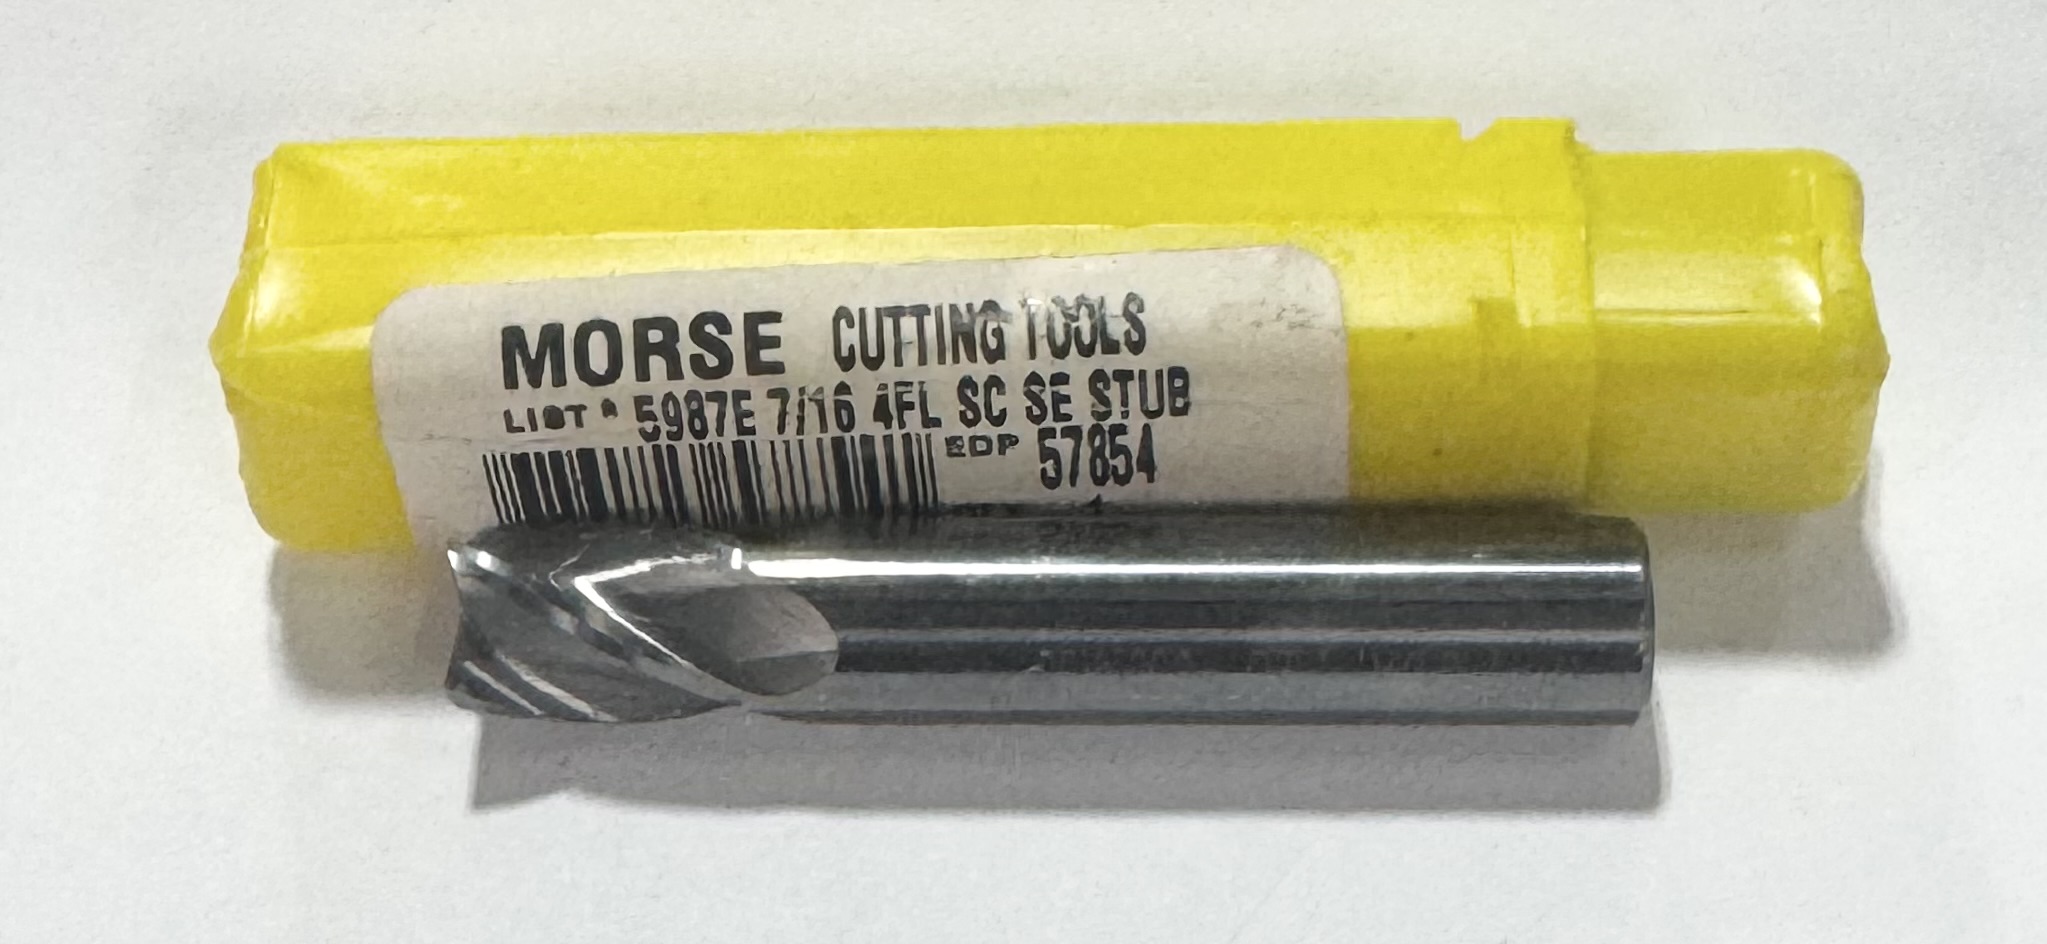 MORSE CUTTING TOOLS
LIST # 5987E 7/16 4FL SC SE STUB
EDP 57854